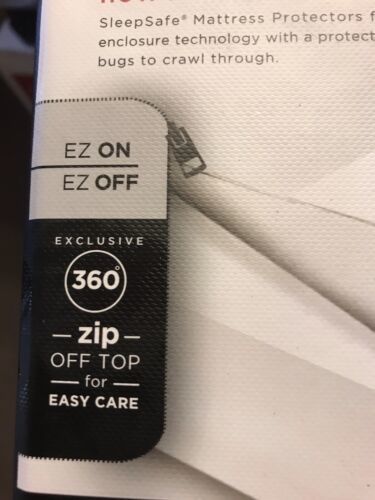 SleepSafe® Mattress Protectors f
enclosure technology with a protect
bugs to crawl through.
EZ ON
EZ OFF
EXCLUSIVE
360°
– zip –
OFF TOP
— for —
EASY CARE